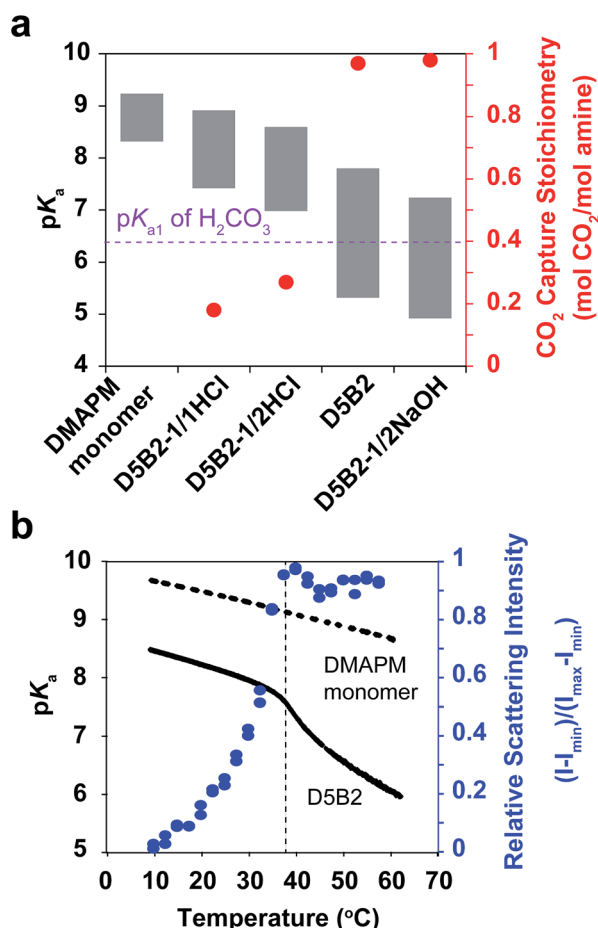 a
10
9
8
7
6
5
4
pKa
pKa1 of H2CO3
1
0.8
0.6
0.4
0.2
0
CO2 Capture Stoichiometry
(mol CO2/mol amine)
DMAPM
monomer
D5B2-1/1HCl
D5B2-1/2HCl
D5B2
D5B2-1/2NaOH
b
10
9
8
7
6
5
pKa
DMAPM
monomer
D5B2
1
0.8
0.6
0.4
0.2
0
Relative Scattering Intensity
(I-Imin)/(Imax-Imin)
0 10 20 30 40 50 60 70
Temperature (°C)